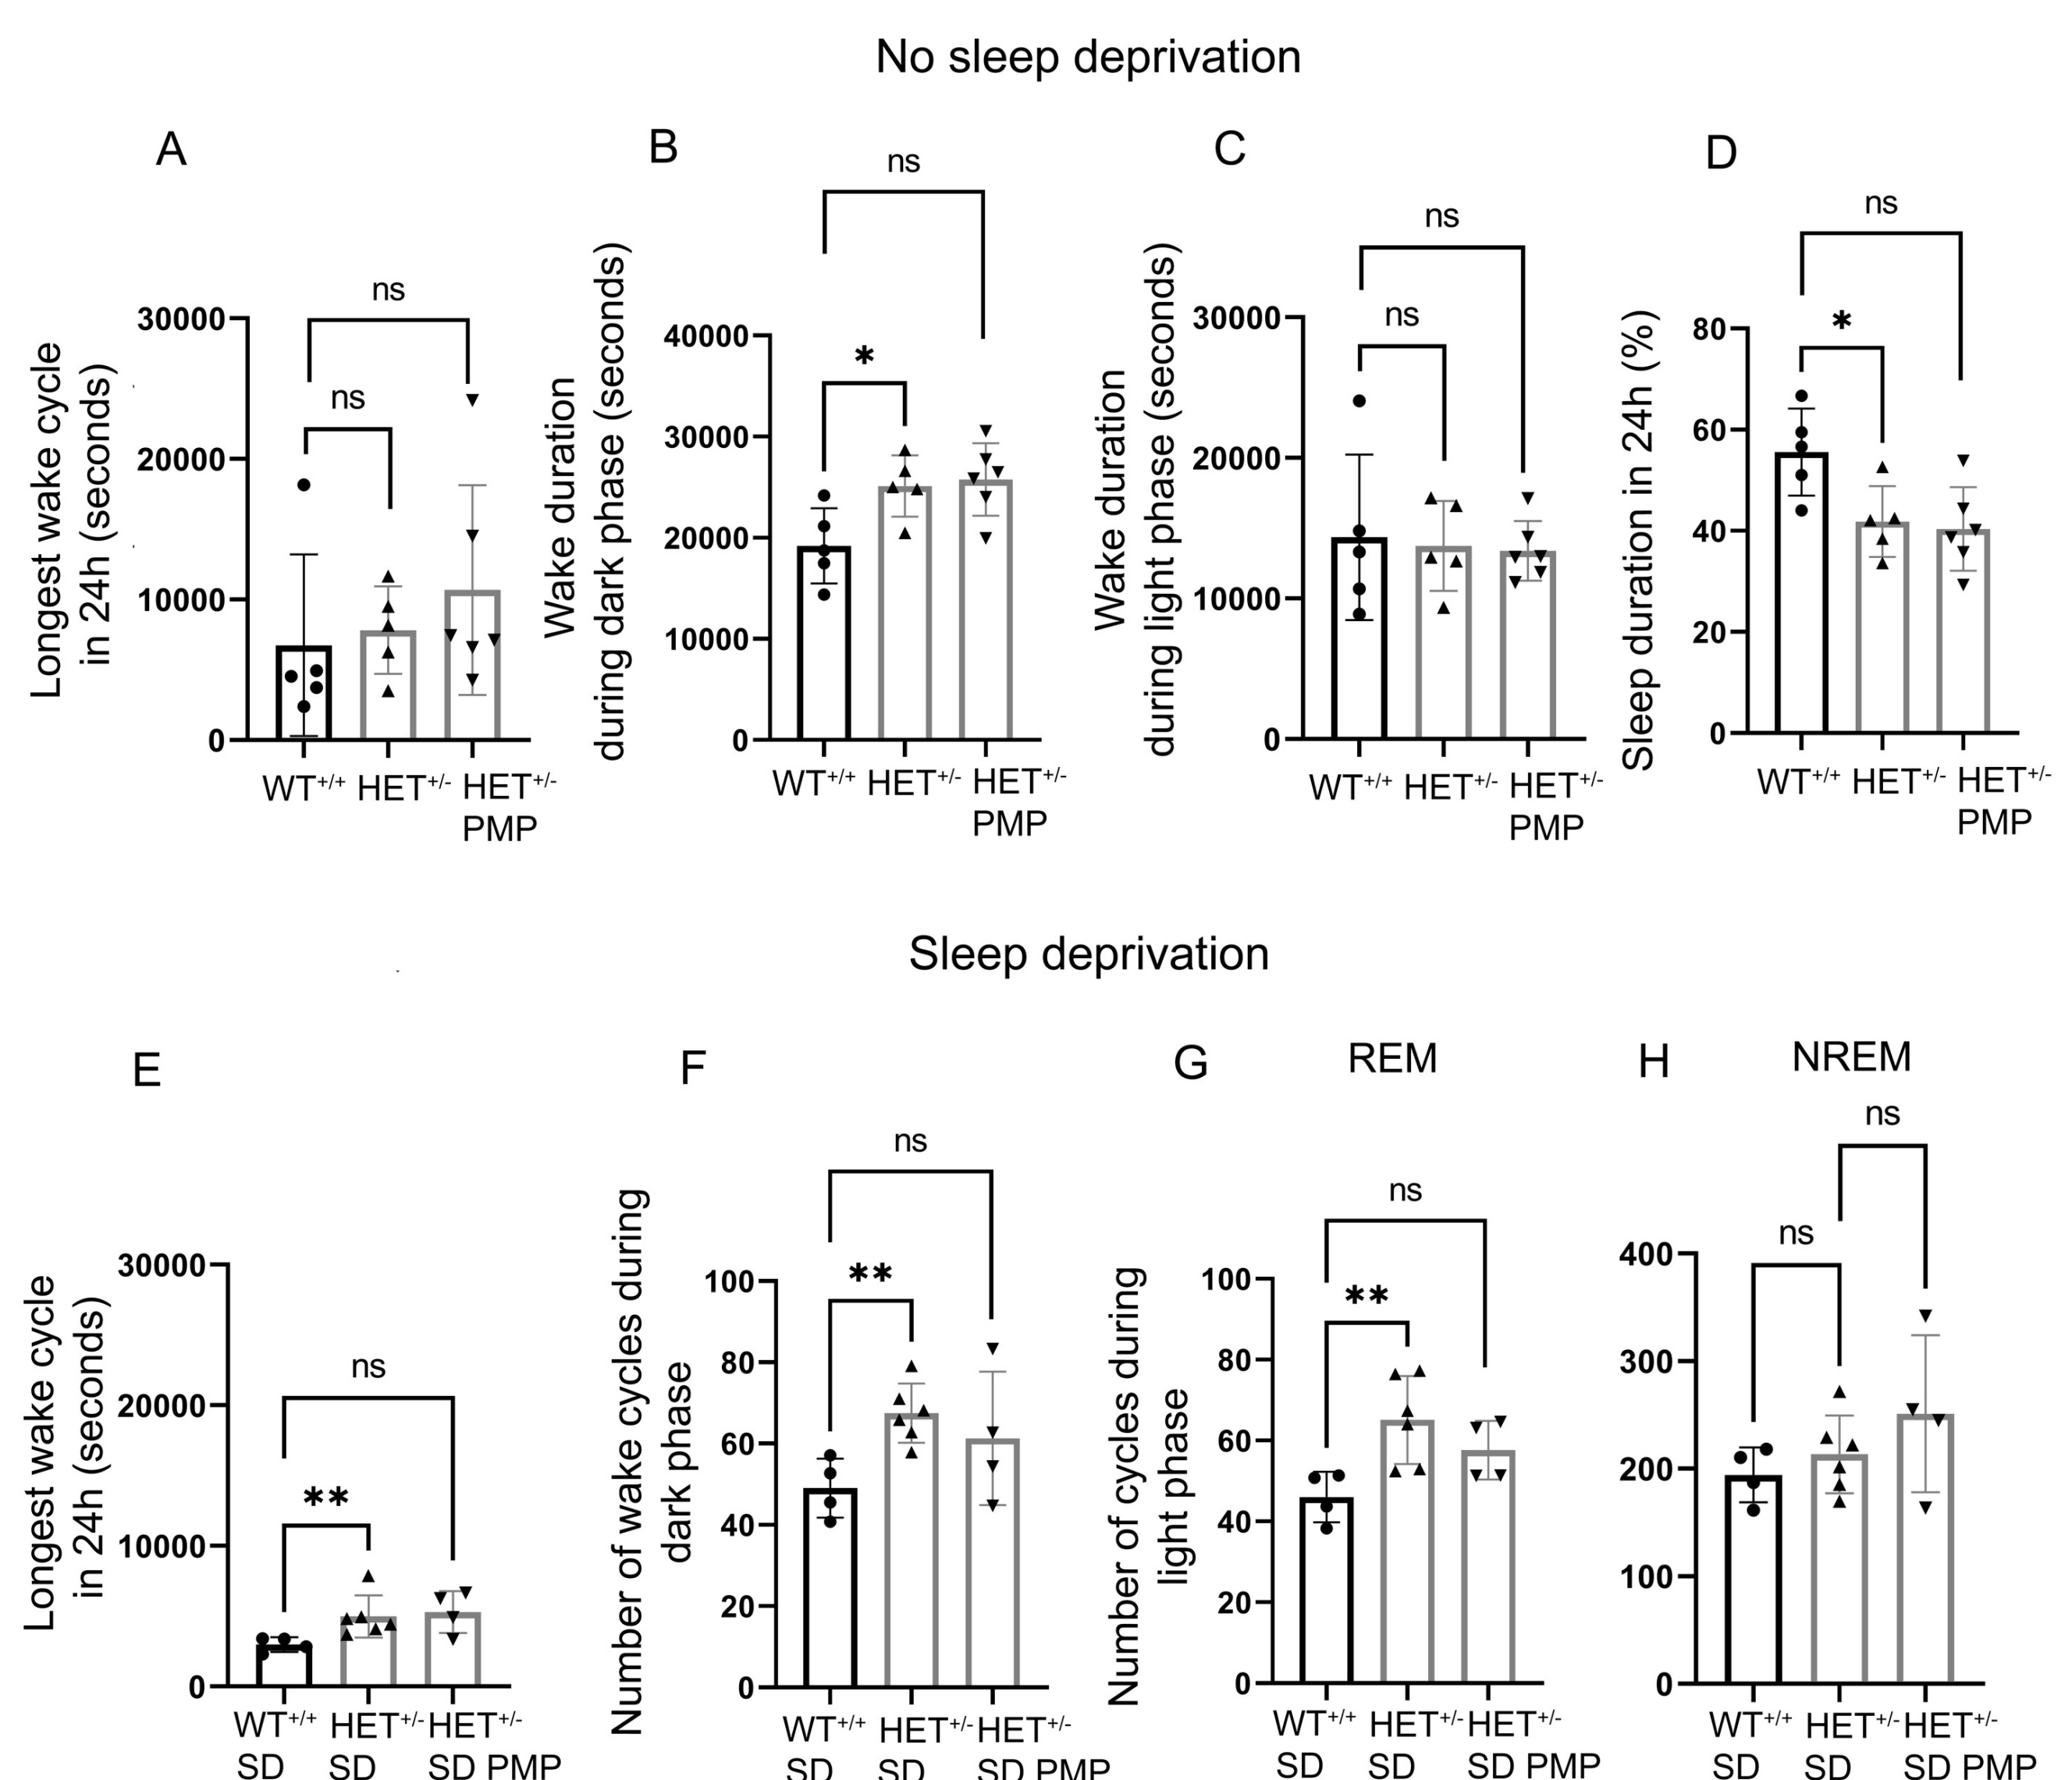 No sleep deprivation
A
Longest wake cycle
in 24h (seconds)
30000
20000
10000
0
ns
ns
WT+/+ HET+/- HET+/-
PMP
B
Wake duration
during dark phase (seconds)
40000
30000
20000
10000
0
ns
*
WT+/+ HET+/- HET+/-
PMP
C
Wake duration
during light phase (seconds)
30000
20000
10000
0
ns
ns
WT+/+ HET+/- HET+/-
PMP
D
Sleep duration in 24h (%)
80
60
40
20
0
ns
*
WT+/+ HET+/- HET+/-
PMP
Sleep deprivation
E
Longest wake cycle
in 24h (seconds)
30000
20000
10000
0
ns
**
WT+/+ HET+/- HET+/-
SD SD SD PMP
F
Number of wake cycles during
dark phase
100
80
60
40
20
0
ns
**
WT+/+ HET+/- HET+/-
SD SD SD PMP
G
REM
Number of cycles during
light phase
100
80
60
40
20
0
ns
**
WT+/+ HET+/- HET+/-
SD SD SD PMP
H
NREM
400
300
200
100
0
ns
ns
WT+/+ HET+/- HET+/-
SD SD SD PMP